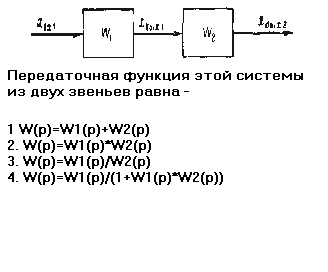 W1 W2
Передаточная функция этой системы
из двух звеньев равна -
1 W(p)=W1(p)+W2(p)
2. W(p)=W1(p)*W2(p)
3. W(p)=W1(p)/W2(p)
4. W(p)=W1(p)/(1+W1(p)*W2(p))